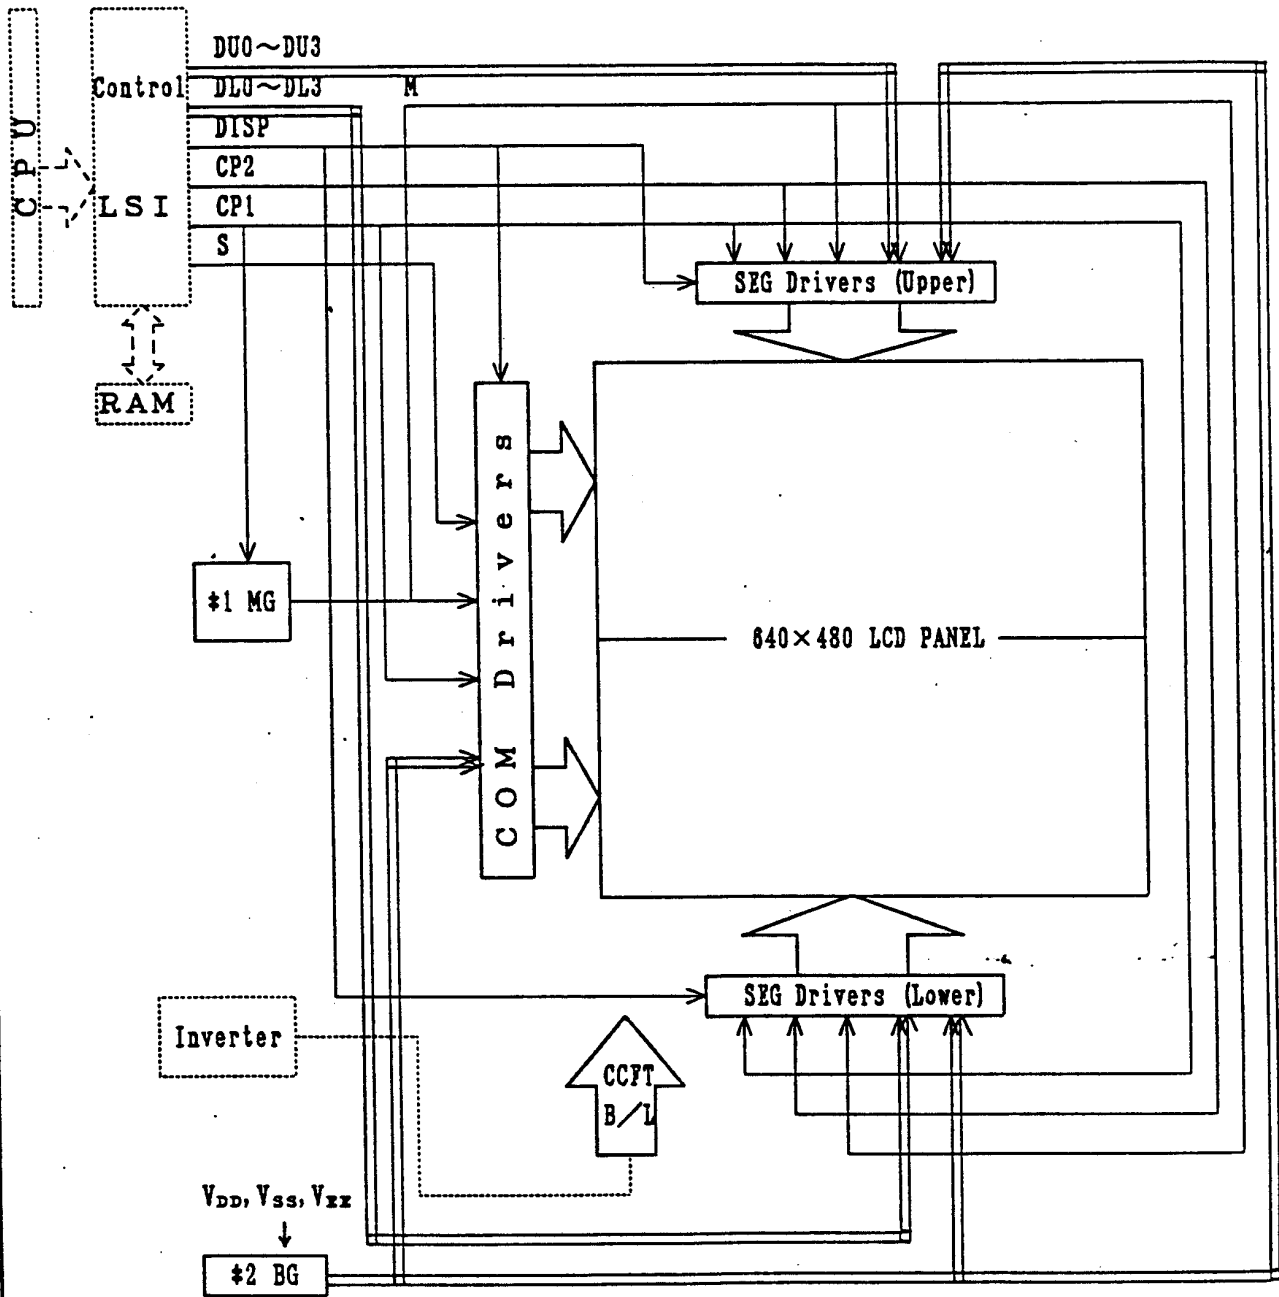 DU0~DU3
Control
DL0~DL3
M
DISP
CPU
CP2
LSI
CP1
S
SEG Drivers (Upper)
RAM
COM Drivers
*1 MG
640×480 LCD PANEL
SEG Drivers (Lower)
Inverter
CCFT
B/L
VDD, VSS, VEE
*2 BG